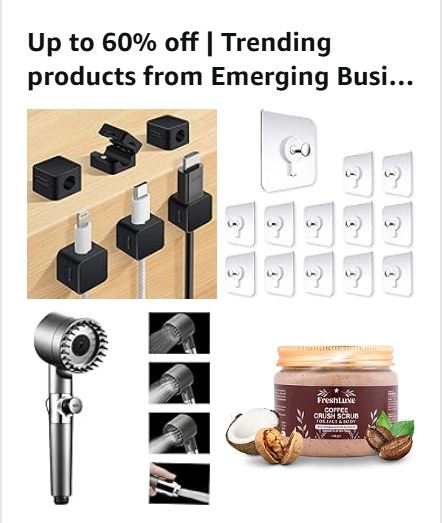 Up to 60% off | Trending
products from Emerging Busi...
FreshLuxe
COFFEE
CRUSH SCRUB
FOR FACE & BODY